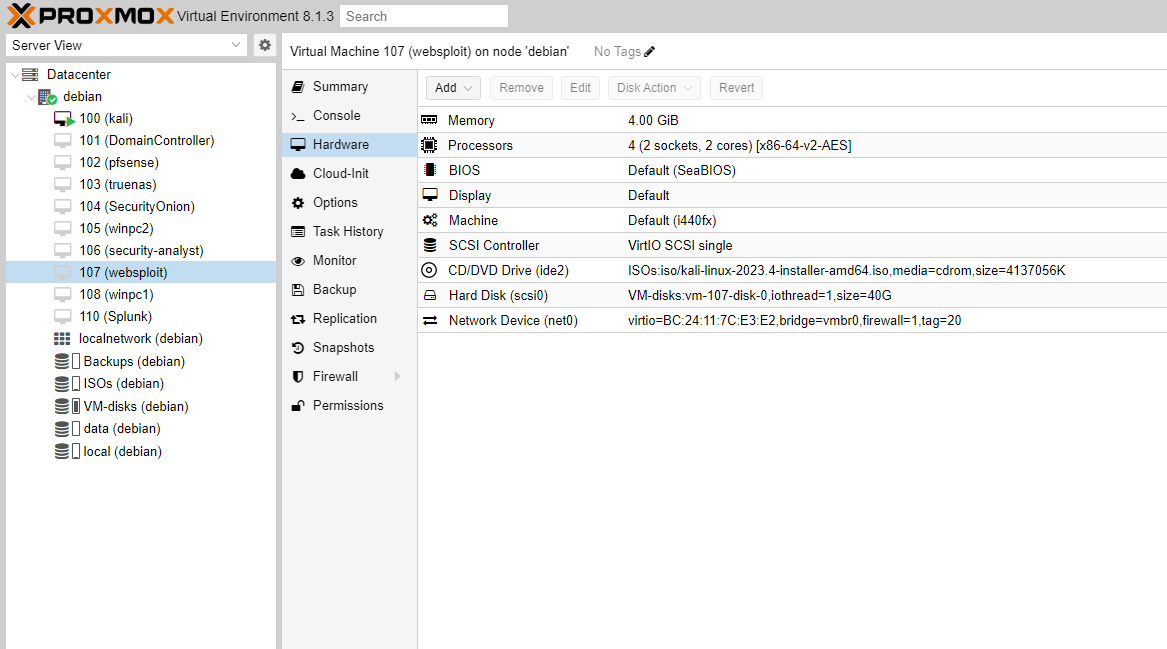 PROXMOX Virtual Environment 8.1.3 Search
Server View
Datacenter
debian
100 (kali)
101 (DomainController)
102 (pfsense)
103 (truenas)
104 (SecurityOnion)
105 (winpc2)
106 (security-analyst)
107 (websploit)
108 (winpc1)
110 (Splunk)
localnetwork (debian)
Backups (debian)
ISOs (debian)
VM-disks (debian)
data (debian)
local (debian)
Virtual Machine 107 (websploit) on node 'debian' No Tags
Summary
Console
Hardware
Cloud-Init
Options
Task History
Monitor
Backup
Replication
Snapshots
Firewall
Permissions
Add Remove Edit Disk Action Revert
Memory 4.00 GiB
Processors 4 (2 sockets, 2 cores) [x86-64-v2-AES]
BIOS Default (SeaBIOS)
Display Default
Machine Default (i440fx)
SCSI Controller VirtIO SCSI single
CD/DVD Drive (ide2) ISOs:iso/kali-linux-2023.4-installer-amd64.iso,media=cdrom,size=4137056K
Hard Disk (scsi0) VM-disks:vm-107-disk-0,iothread=1,size=40G
Network Device (net0) virtio=BC:24:11:7C:E3:E2,bridge=vmbr0,firewall=1,tag=20